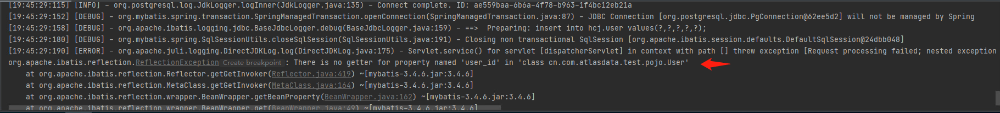 [19:45:29:115] [INFO] - org.postgresql.log.JdkLogger.logInner(JdkLogger.java:135) - Connect complete. ID: ae559baa-6b6a-4f78-b963-1f4bc12eb21a
[19:45:29:152] [DEBUG] - org.mybatis.spring.transaction.SpringManagedTransaction.openConnection(SpringManagedTransaction.java:87) - JDBC Connection [org.postgresql.jdbc.PgConnection@62ee5d2] will not be managed by Spring
[19:45:29:158] [DEBUG] - org.apache.ibatis.logging.jdbc.BaseJdbcLogger.debug(BaseJdbcLogger.java:159) - ==>  Preparing: insert into hcj.user values(?,?,?,?,?);
[19:45:29:180] [DEBUG] - org.mybatis.spring.SqlSessionUtils.closeSqlSession(SqlSessionUtils.java:191) - Closing non transactional SqlSession [org.apache.ibatis.session.defaults.DefaultSqlSession@24dbb048]
[19:45:29:190] [ERROR] - org.apache.juli.logging.DirectJDKLog.log(DirectJDKLog.java:175) - Servlet.service() for servlet [dispatcherServlet] in context with path [] threw exception [Request processing failed; nested exception
org.apache.ibatis.reflection.ReflectionException Create breakpoint : There is no getter for property named 'user_id' in 'class cn.com.atlasdata.test.pojo.User'
at org.apache.ibatis.reflection.Reflector.getGetInvoker(Reflector.java:419) ~[mybatis-3.4.6.jar:3.4.6]
at org.apache.ibatis.reflection.MetaClass.getGetInvoker(MetaClass.java:164) ~[mybatis-3.4.6.jar:3.4.6]
at org.apache.ibatis.reflection.wrapper.BeanWrapper.getBeanProperty(BeanWrapper.java:162) ~[mybatis-3.4.6.jar:3.4.6]
at org.apache.ibatis.reflection.wrapper.BeanWrapper.get(BeanWrapper.java:49) ~[mybatis-3.4.6.jar:3.4.6]